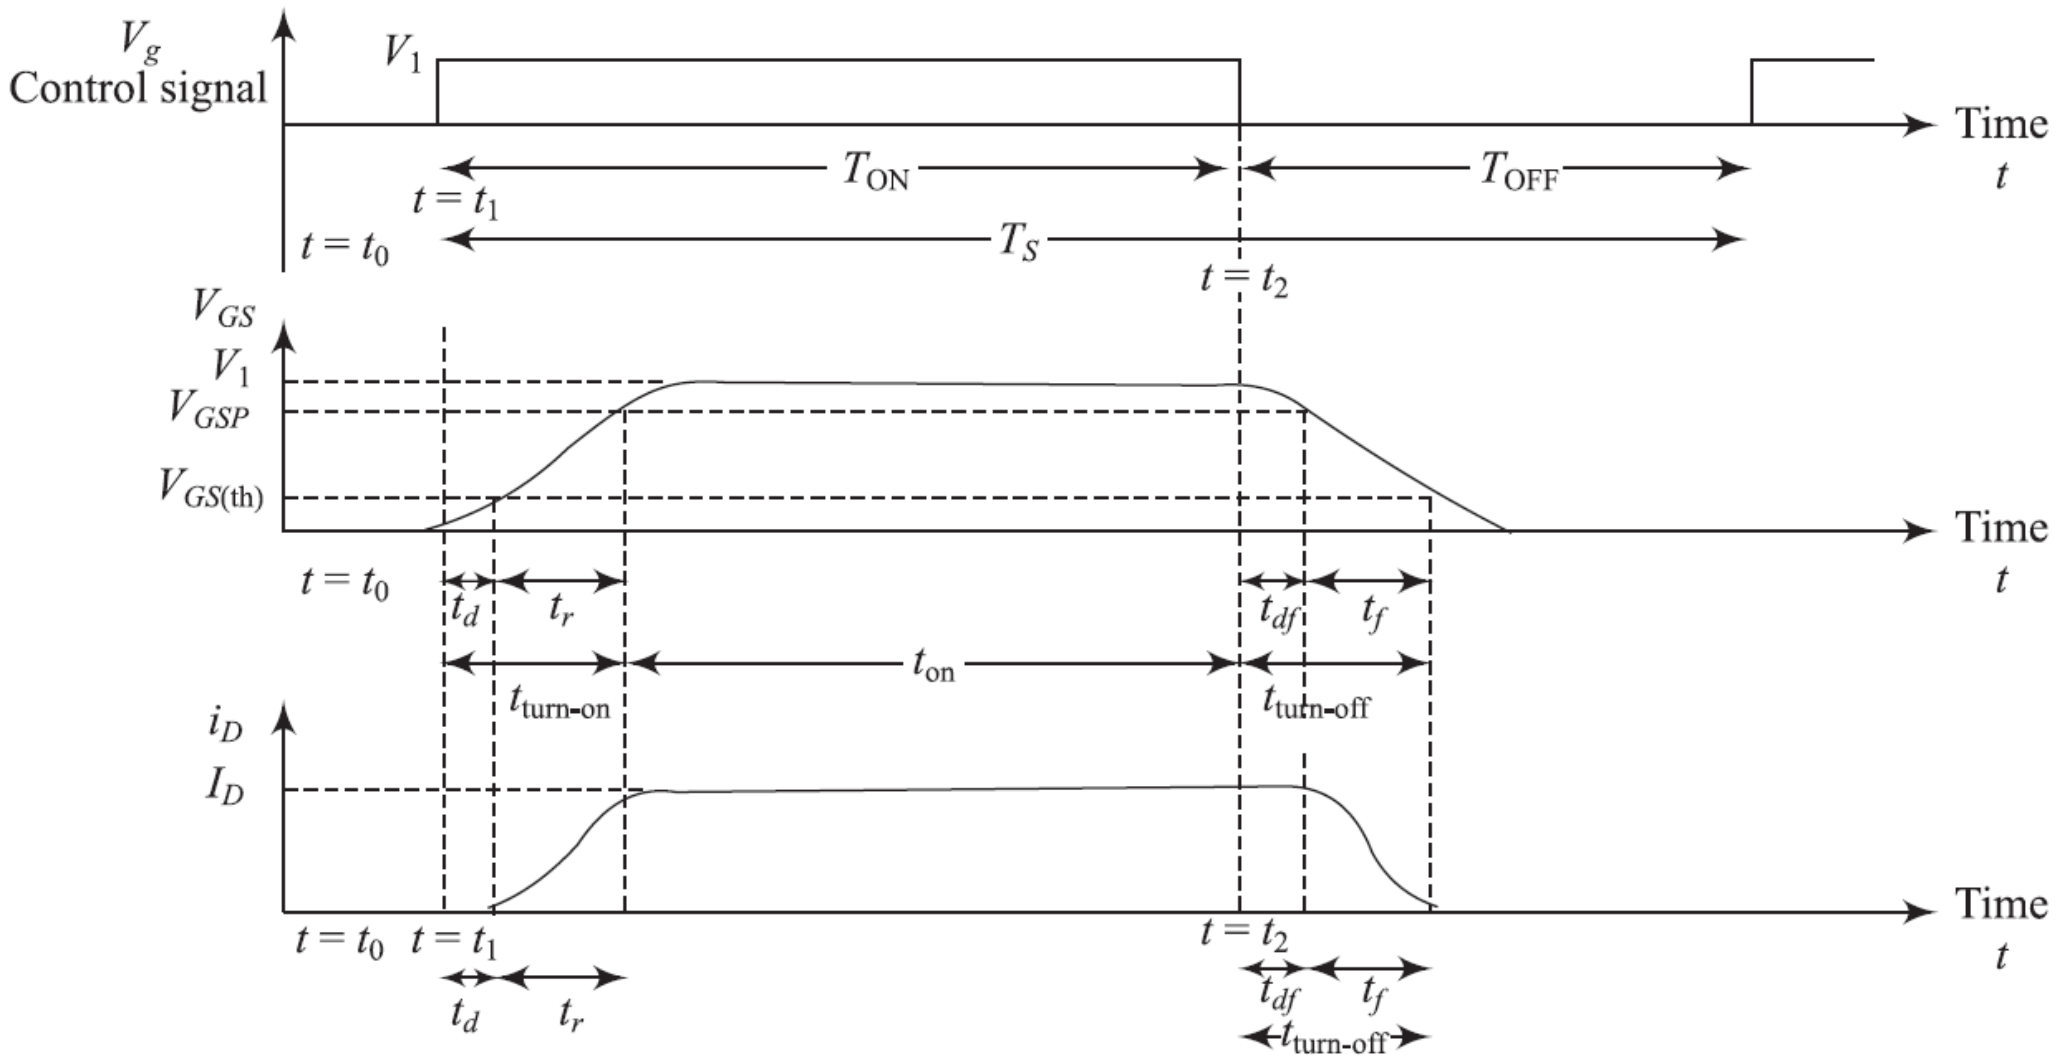 V_g
Control signal
V_1
Time
t
T_ON
T_OFF
t = t_1
t = t_0
T_S
t = t_2
V_GS
V_1
V_GSP
V_GS(th)
Time
t
t = t_0
t_d
t_r
t_df
t_f
t_on
t_turn-on
t_turn-off
i_D
I_D
Time
t
t = t_0
t = t_1
t = t_2
t_d
t_r
t_df
t_f
t_turn-off